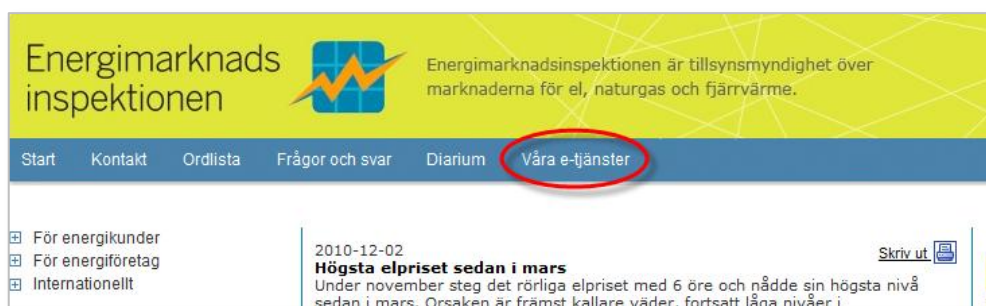 Energimarknads
inspektionen
Energimarknadsinspektionen är tillsynsmyndighet över
marknaderna för el, naturgas och fjärrvärme.
Start Kontakt Ordlista Frågor och svar Diarium Våra e-tjänster
För energikunder
För energiföretag
Internationellt
2010-12-02
Skriv ut
Högsta elpriset sedan i mars
Under november steg det rörliga elpriset med 6 öre och nådde sin högsta nivå
sedan i mars. Orsaken är främst kallare väder, fortsatt låga nivåer i